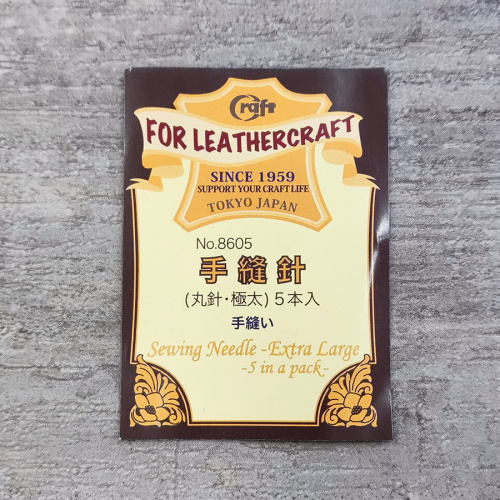 Craft
FOR LEATHERCRAFT
SINCE 1959
SUPPORT YOUR CRAFT LIFE
TOKYO JAPAN
No.8605
手縫針
(丸針・極太)5本入
手縫い
Sewing Needle -Extra Large
-5 in a pack-